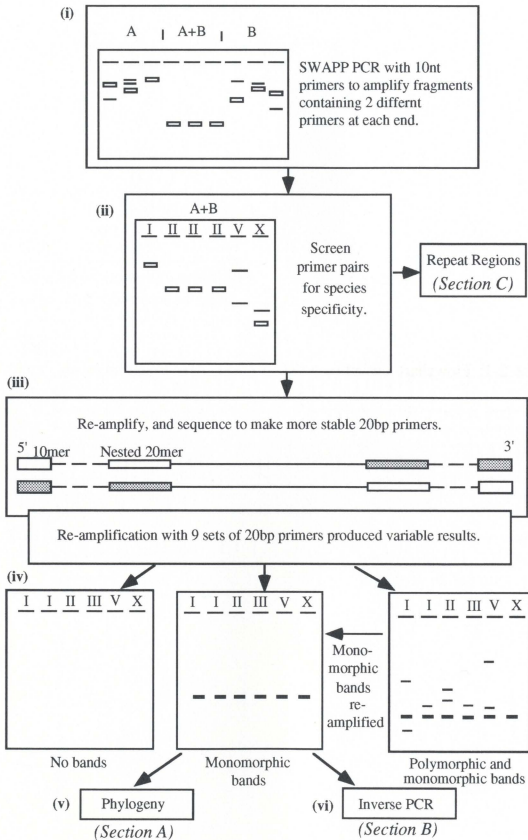 (i)
A | A+B | B
SWAPP PCR with 10nt
primers to amplify fragments
containing 2 differnt
primers at each end.
(ii)
A+B
I II II II V X
Screen
primer pairs
for species
specificity.
Repeat Regions
(Section C)
(iii)
Re-amplify, and sequence to make more stable 20bp primers.
5' 10mer Nested 20mer 3'
Re-amplification with 9 sets of 20bp primers produced variable results.
(iv)
I I II III V X
I I II III V X
I I II III V X
Mono-
morphic
bands
re-
amplified
No bands
Monomorphic
bands
Polymorphic and
monomorphic bands
(v) Phylogeny
(Section A)
(vi) Inverse PCR
(Section B)